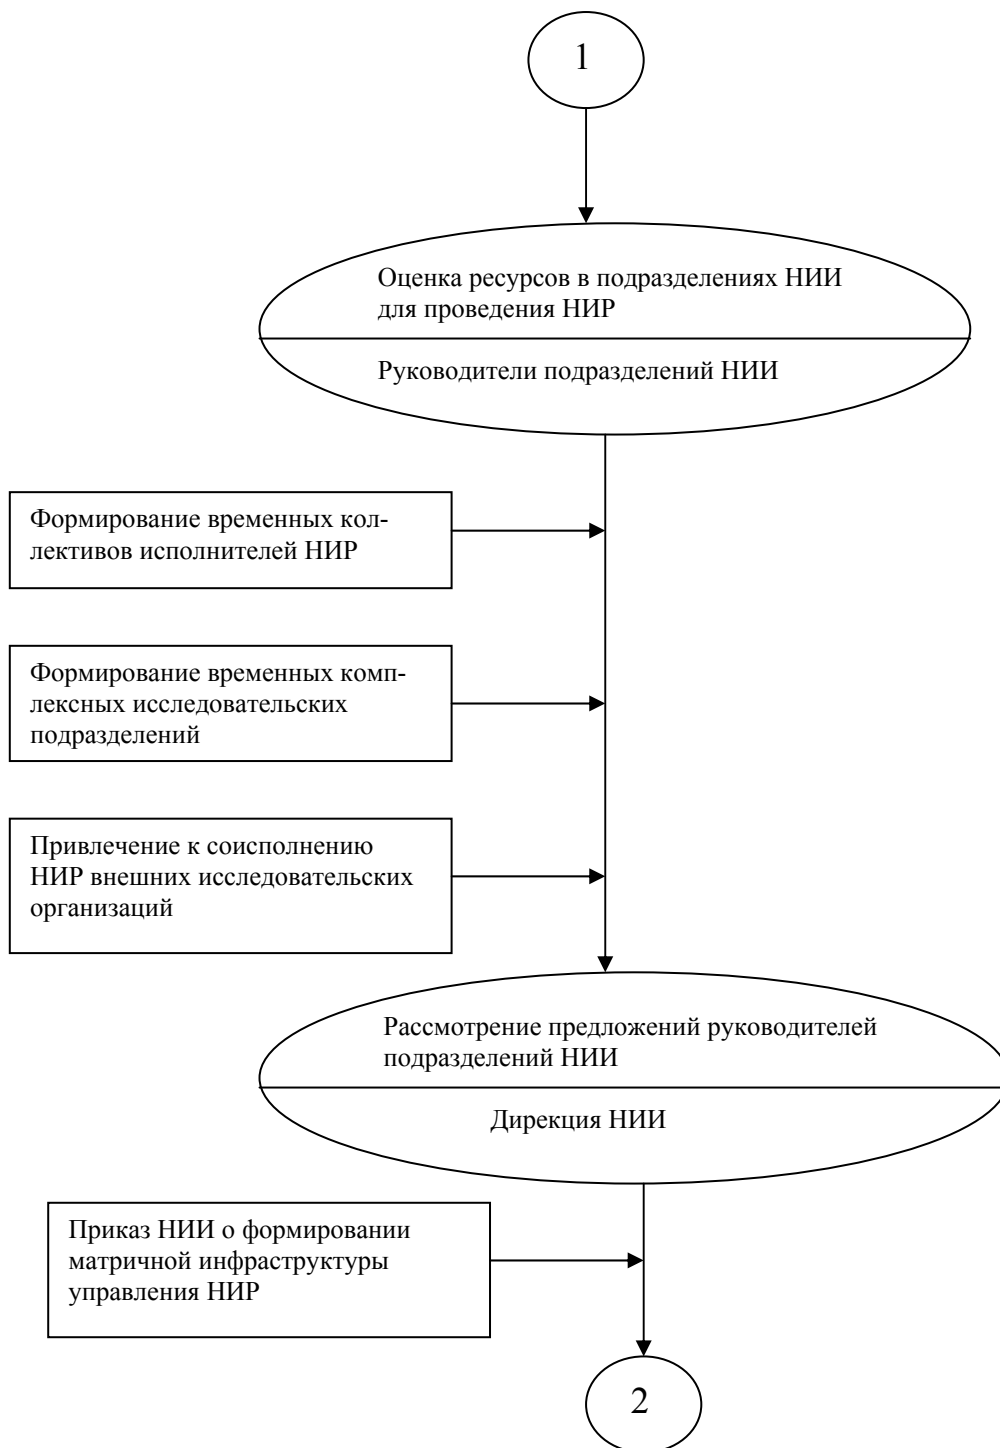 1
Оценка ресурсов в подразделениях НИИ
для проведения НИР
Руководители подразделений НИИ
Формирование временных кол-
лективов исполнителей НИР
Формирование временных комп-
лексных исследовательских
подразделений
Привлечение к соисполнению
НИР внешних исследовательских
организаций
Рассмотрение предложений руководителей
подразделений НИИ
Дирекция НИИ
Приказ НИИ о формировании
матричной инфраструктуры
управления НИР
2